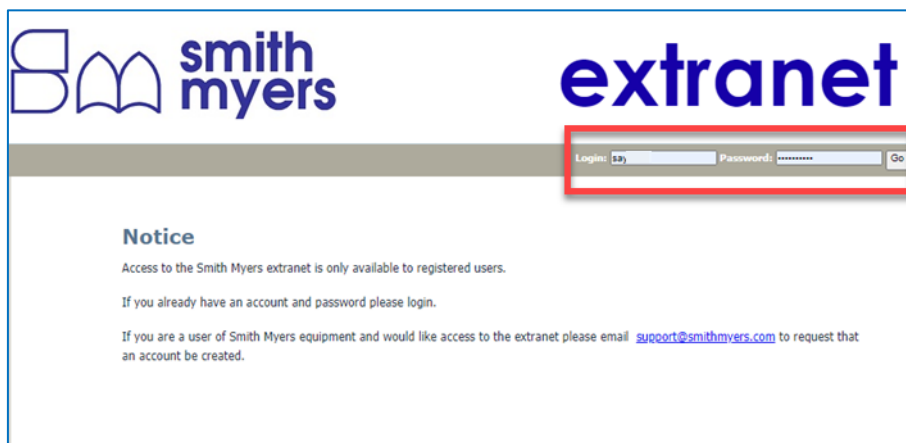 smith
myers
extranet
Login: say Password: •••••••••• Go
Notice
Access to the Smith Myers extranet is only available to registered users.
If you already have an account and password please login.
If you are a user of Smith Myers equipment and would like access to the extranet please email support@smithmyers.com to request that
an account be created.